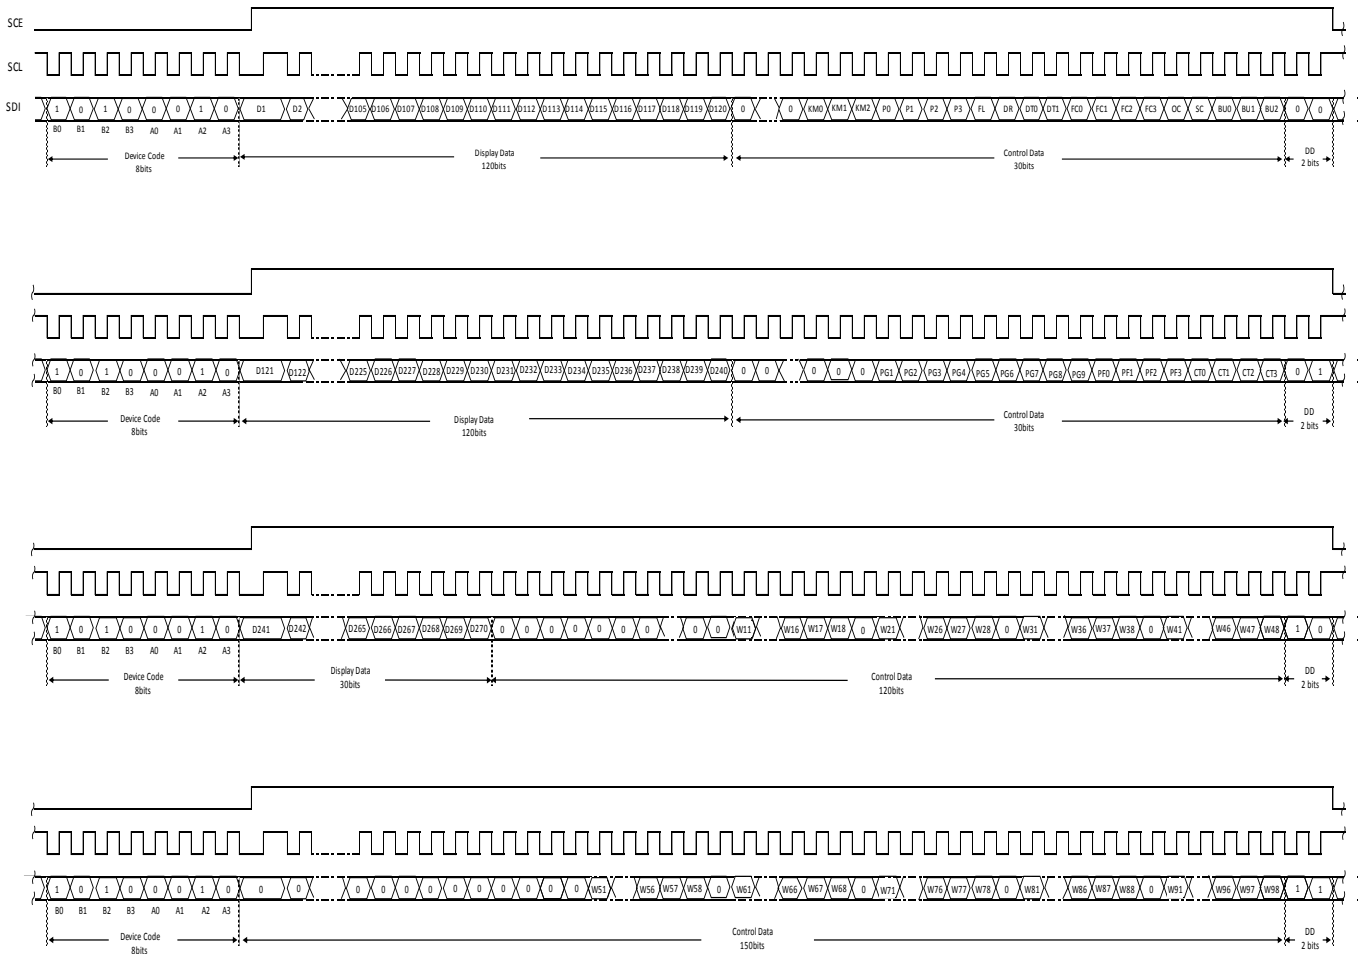 SCE
SCL
SDI 1 0 1 0 0 0 1 0 D1 D2 D105 D106 D107 D108 D109 D110 D111 D112 D113 D114 D115 D116 D117 D118 D119 D120 0 0 KM0 KM1 KM2 P0 P1 P2 P3 FL DR DT0 DT1 FC0 FC1 FC2 FC3 OC SC BU0 BU1 BU2 0 0
B0 B1 B2 B3 A0 A1 A2 A3
Device Code Display Data Control Data DD
8bits 120bits 30bits 2 bits
1 0 1 0 0 0 1 0 D121 D122 D225 D226 D227 D228 D229 D230 D231 D232 D233 D234 D235 D236 D237 D238 D239 D240 0 0 0 0 0 PG1 PG2 PG3 PG4 PG5 PG6 PG7 PG8 PG9 PF0 PF1 PF2 PF3 CT0 CT1 CT2 CT3 0 1
B0 B1 B2 B3 A0 A1 A2 A3
Device Code Display Data Control Data DD
8bits 120bits 30bits 2 bits
1 0 1 0 0 0 1 0 D241 D242 D265 D266 D267 D268 D269 D270 0 0 0 0 0 0 0 0 0 W11 W16 W17 W18 0 W21 W26 W27 W28 0 W31 W36 W37 W38 0 W41 W46 W47 W48 1 0
B0 B1 B2 B3 A0 A1 A2 A3
Device Code Display Data Control Data DD
8bits 30bits 120bits 2 bits
1 0 1 0 0 0 1 0 0 0 0 0 0 0 0 0 0 0 0 0 W51 W56 W57 W58 0 W61 W66 W67 W68 0 W71 W76 W77 W78 0 W81 W86 W87 W88 0 W91 W96 W97 W98 1 1
B0 B1 B2 B3 A0 A1 A2 A3
Device Code Control Data DD
8bits 150bits 2 bits